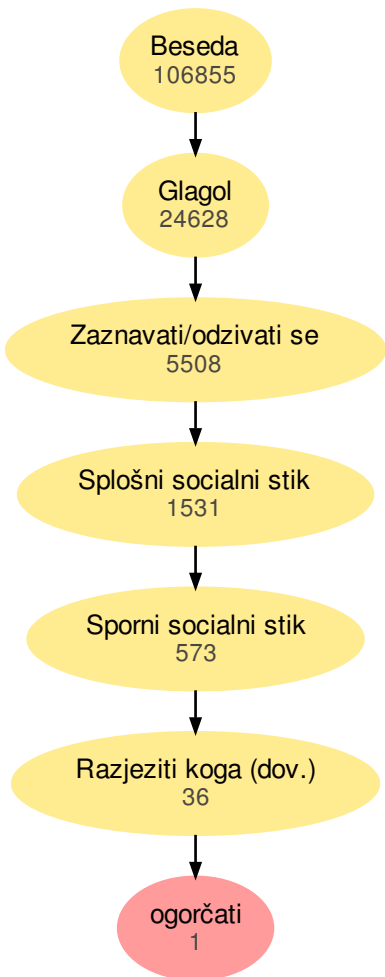 Beseda
106855
Glagol
24628
Zaznavati/odzivati se
5508
Splošni socialni stik
1531
Sporni socialni stik
573
Razjeziti koga (dov.)
36
ogorčati
1